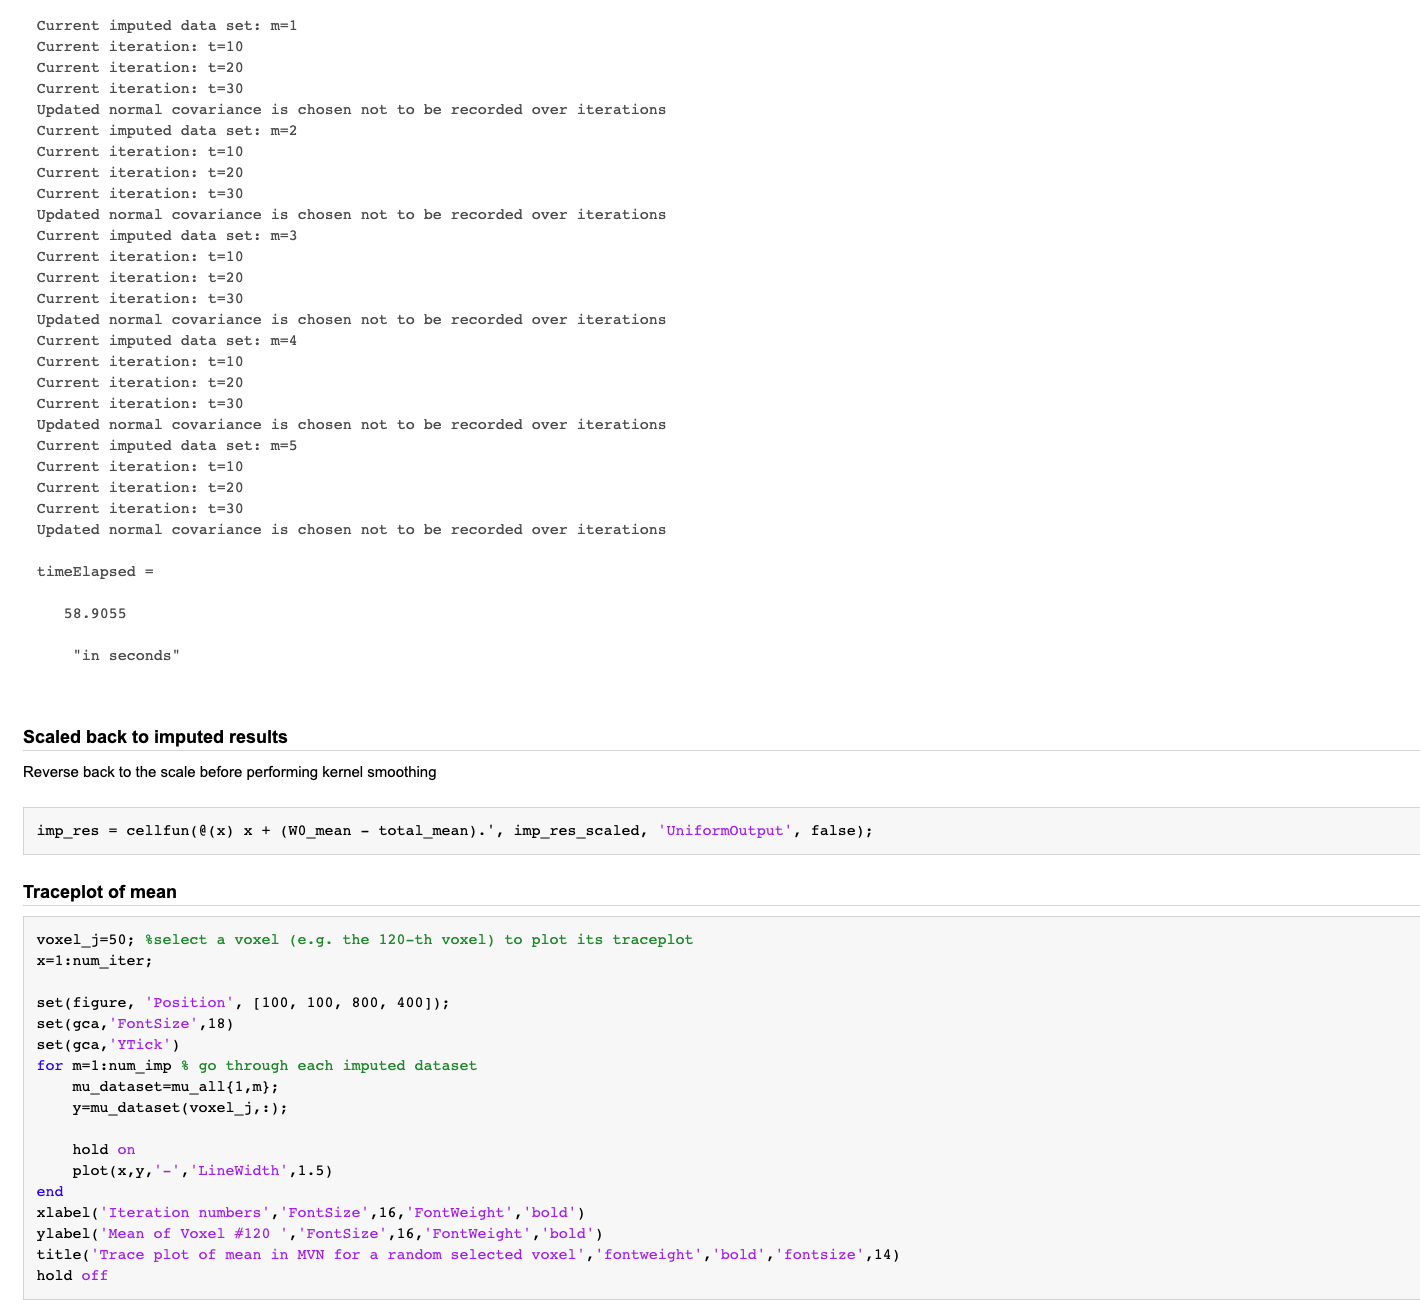 Current imputed data set: m=1
Current iteration: t=10
Current iteration: t=20
Current iteration: t=30
Updated normal covariance is chosen not to be recorded over iterations
Current imputed data set: m=2
Current iteration: t=10
Current iteration: t=20
Current iteration: t=30
Updated normal covariance is chosen not to be recorded over iterations
Current imputed data set: m=3
Current iteration: t=10
Current iteration: t=20
Current iteration: t=30
Updated normal covariance is chosen not to be recorded over iterations
Current imputed data set: m=4
Current iteration: t=10
Current iteration: t=20
Current iteration: t=30
Updated normal covariance is chosen not to be recorded over iterations
Current imputed data set: m=5
Current iteration: t=10
Current iteration: t=20
Current iteration: t=30
Updated normal covariance is chosen not to be recorded over iterations
timeElapsed =
58.9055
"in seconds"
Scaled back to imputed results
Reverse back to the scale before performing kernel smoothing
imp_res = cellfun(@(x) x + (W0_mean - total_mean).', imp_res_scaled, 'UniformOutput', false);
Traceplot of mean
voxel_j=50; %select a voxel (e.g. the 120-th voxel) to plot its traceplot
x=1:num_iter;
set(figure, 'Position', [100, 100, 800, 400]);
set(gca,'FontSize',18)
set(gca,'YTick')
for m=1:num_imp % go through each imputed dataset
    mu_dataset=mu_all{1,m};
    y=mu_dataset(voxel_j,:);
    hold on
    plot(x,y,'-','LineWidth',1.5)
end
xlabel('Iteration numbers','FontSize',16,'FontWeight','bold')
ylabel('Mean of Voxel #120 ','FontSize',16,'FontWeight','bold')
title('Trace plot of mean in MVN for a random selected voxel','fontweight','bold','fontsize',14)
hold off